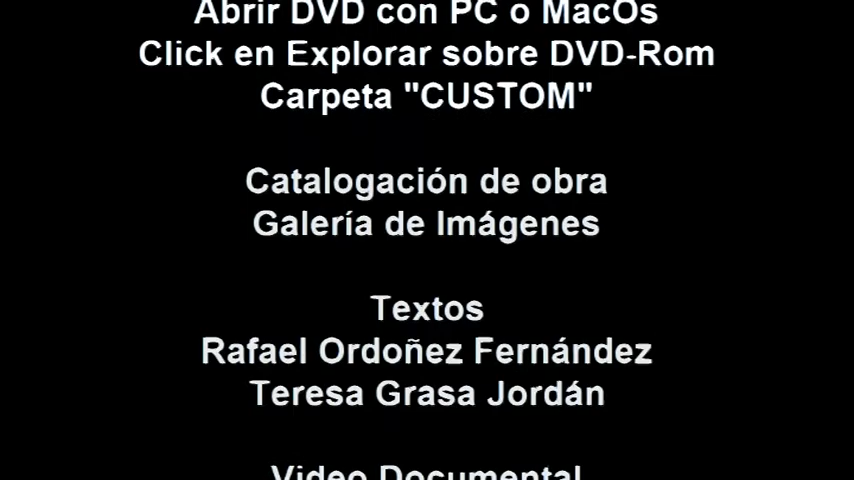 Abrir DVD con PC o MacOs
Click en Explorar sobre DVD-Rom
Carpeta "CUSTOM"
Catalogación de obra
Galería de Imágenes
Textos
Rafael Ordoñez Fernández
Teresa Grasa Jordán
Video Documental